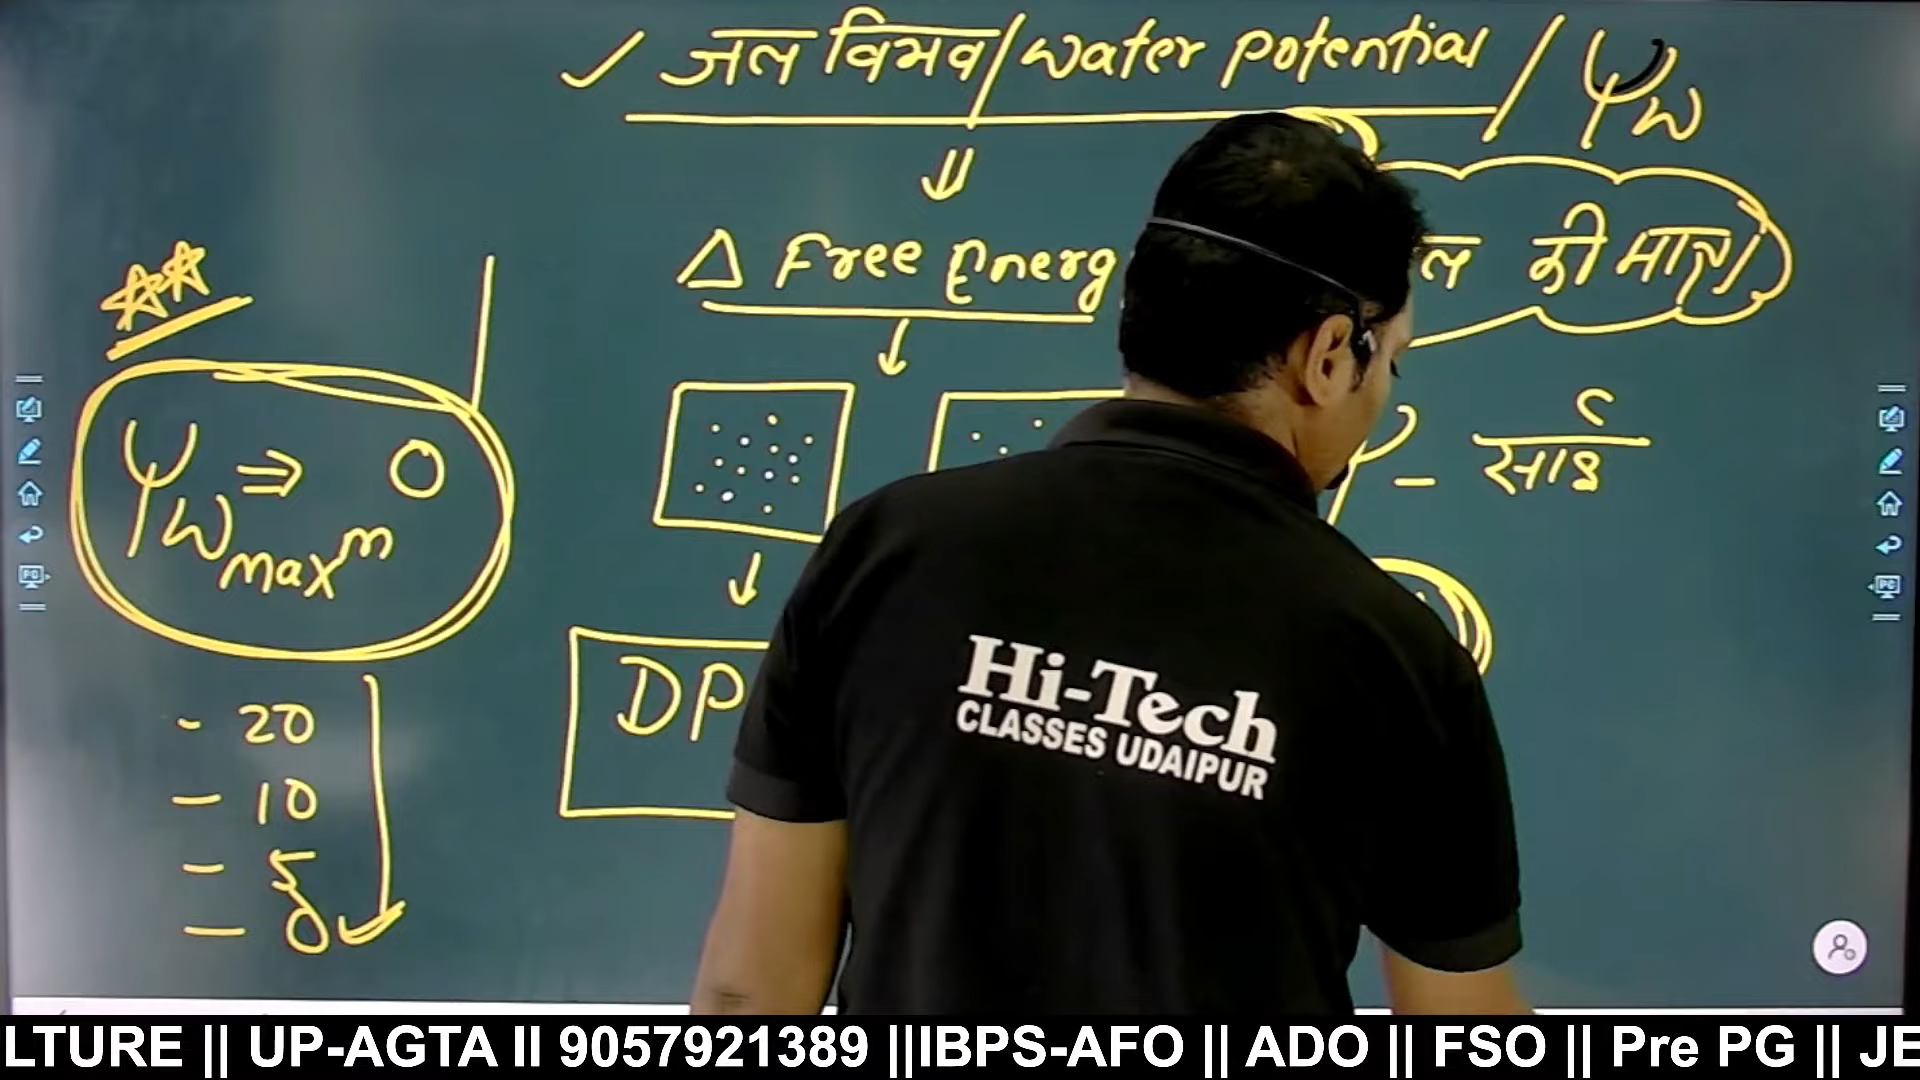 जल विभव / water potential / Ψw
Δ Free Energ
ल की मात्रा
Ψw maxm ⇒ 0
DP
- 20
- 10
- 5
- 0
Hi-Tech
CLASSES UDAIPUR
LTURE || UP-AGTA II 9057921389 ||IBPS-AFO || ADO || FSO || Pre PG || JE